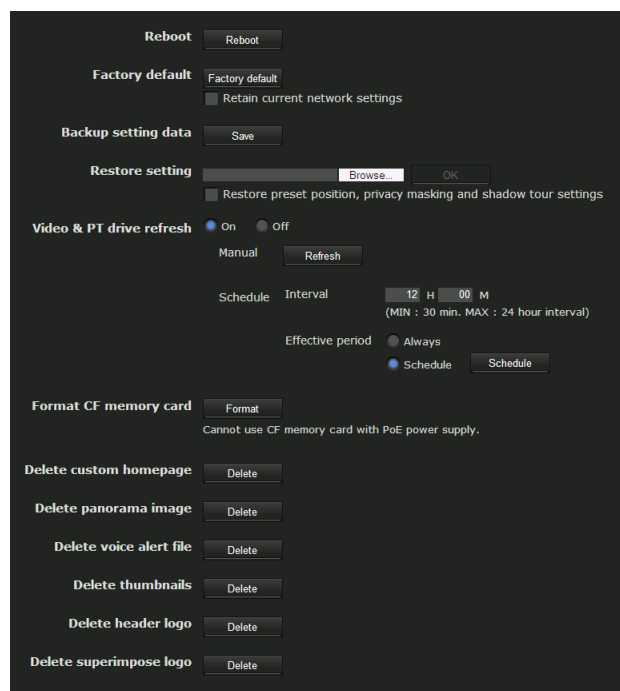 Reboot Reboot
Factory default Factory default
Retain current network settings
Backup setting data Save
Restore setting Browse... OK
Restore preset position, privacy masking and shadow tour settings
Video & PT drive refresh On Off
Manual Refresh
Schedule Interval 12 H 00 M
(MIN : 30 min. MAX : 24 hour interval)
Effective period Always
Schedule Schedule
Format CF memory card Format
Cannot use CF memory card with PoE power supply.
Delete custom homepage Delete
Delete panorama image Delete
Delete voice alert file Delete
Delete thumbnails Delete
Delete header logo Delete
Delete superimpose logo Delete